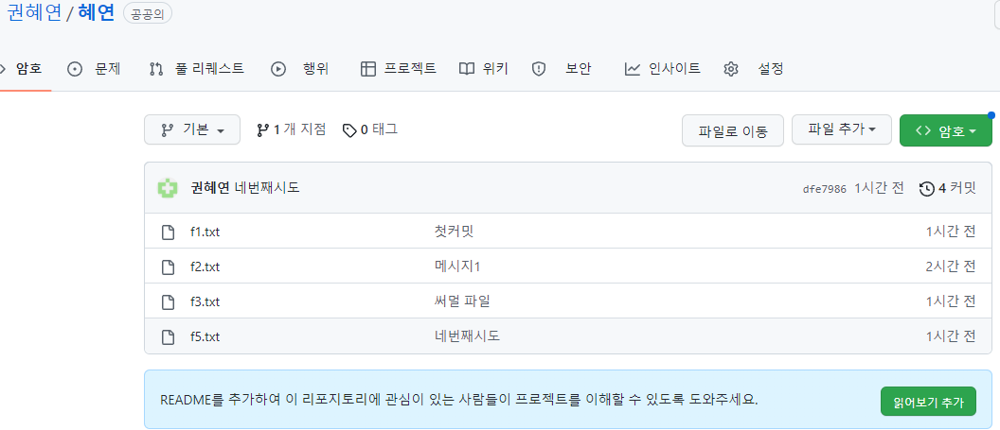 권혜연 / 혜연 공공의
암호 문제 풀 리퀘스트 행위 프로젝트 위키 보안 인사이트 설정
기본 1 개 지점 0 태그 파일로 이동 파일 추가 암호
권혜연 네번째시도 dfe7986 1시간 전 4 커밋
f1.txt 첫커밋 1시간 전
f2.txt 메시지1 2시간 전
f3.txt 써멀 파일 1시간 전
f5.txt 네번째시도 1시간 전
README를 추가하여 이 리포지토리에 관심이 있는 사람들이 프로젝트를 이해할 수 있도록 도와주세요. 읽어보기 추가